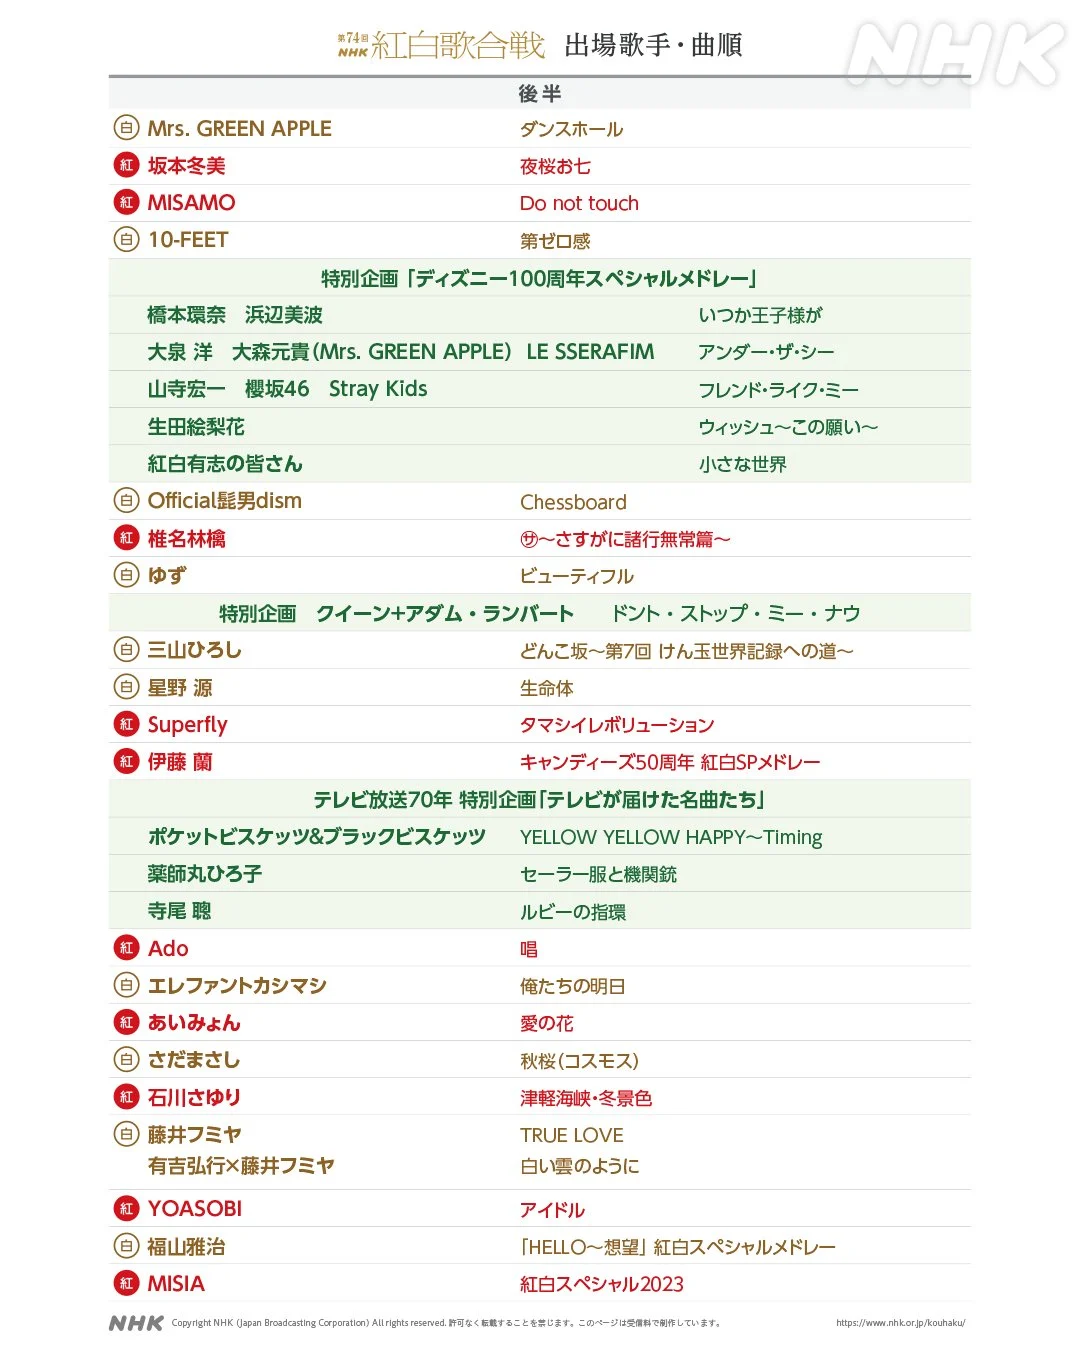 第74回 NHK 紅白歌合戦 出場歌手・曲順
NHK
後半
白 Mrs. GREEN APPLE ダンスホール
紅 坂本冬美 夜桜お七
紅 MISAMO Do not touch
白 10-FEET 第ゼロ感
特別企画「ディズニー100周年スペシャルメドレー」
橋本環奈 浜辺美波 いつか王子様が
大泉 洋 大森元貴(Mrs. GREEN APPLE) LE SSERAFIM アンダー・ザ・シー
山寺宏一 櫻坂46 Stray Kids フレンド・ライク・ミー
生田絵梨花 ウィッシュ～この願い～
紅白有志の皆さん 小さな世界
白 Official髭男dism Chessboard
紅 椎名林檎 ㋚～さすがに諸行無常篇～
白 ゆず ビューティフル
特別企画 クイーン+アダム・ランバート ドント・ストップ・ミー・ナウ
白 三山ひろし どんこ坂～第7回 けん玉世界記録への道～
白 星野 源 生命体
紅 Superfly タマシイレボリューション
紅 伊藤 蘭 キャンディーズ50周年 紅白SPメドレー
テレビ放送70年 特別企画「テレビが届けた名曲たち」
ポケットビスケッツ&ブラックビスケッツ YELLOW YELLOW HAPPY～Timing
薬師丸ひろ子 セーラー服と機関銃
寺尾 聰 ルビーの指環
紅 Ado 唱
白 エレファントカシマシ 俺たちの明日
紅 あいみょん 愛の花
白 さだまさし 秋桜(コスモス)
紅 石川さゆり 津軽海峡・冬景色
白 藤井フミヤ TRUE LOVE
有吉弘行×藤井フミヤ 白い雲のように
紅 YOASOBI アイドル
白 福山雅治 「HELLO～想望」 紅白スペシャルメドレー
紅 MISIA 紅白スペシャル2023
NHK Copyright NHK (Japan Broadcasting Corporation) All rights reserved. 許可なく転載することを禁じます。このページは受信料で制作しています。 https://www.nhk.or.jp/kouhaku/